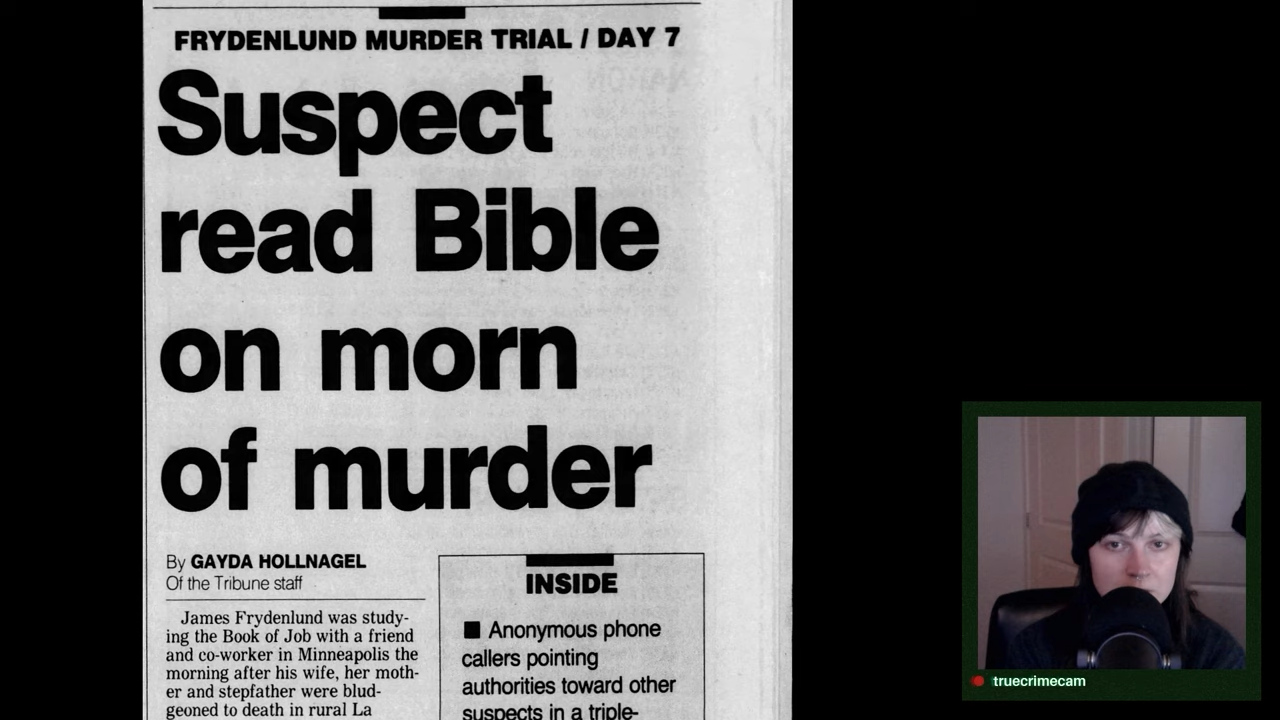 FRYDENLUND MURDER TRIAL / DAY 7
Suspect
read Bible
on morn
of murder
By GAYDA HOLLNAGEL
Of the Tribune staff
James Frydenlund was study-
ing the Book of Job with a friend
and co-worker in Minneapolis the
morning after his wife, her moth-
er and stepfather were blud-
geoned to death in rural La
INSIDE
■ Anonymous phone
callers pointing
authorities toward other
suspects in a triple-
truecrimecam